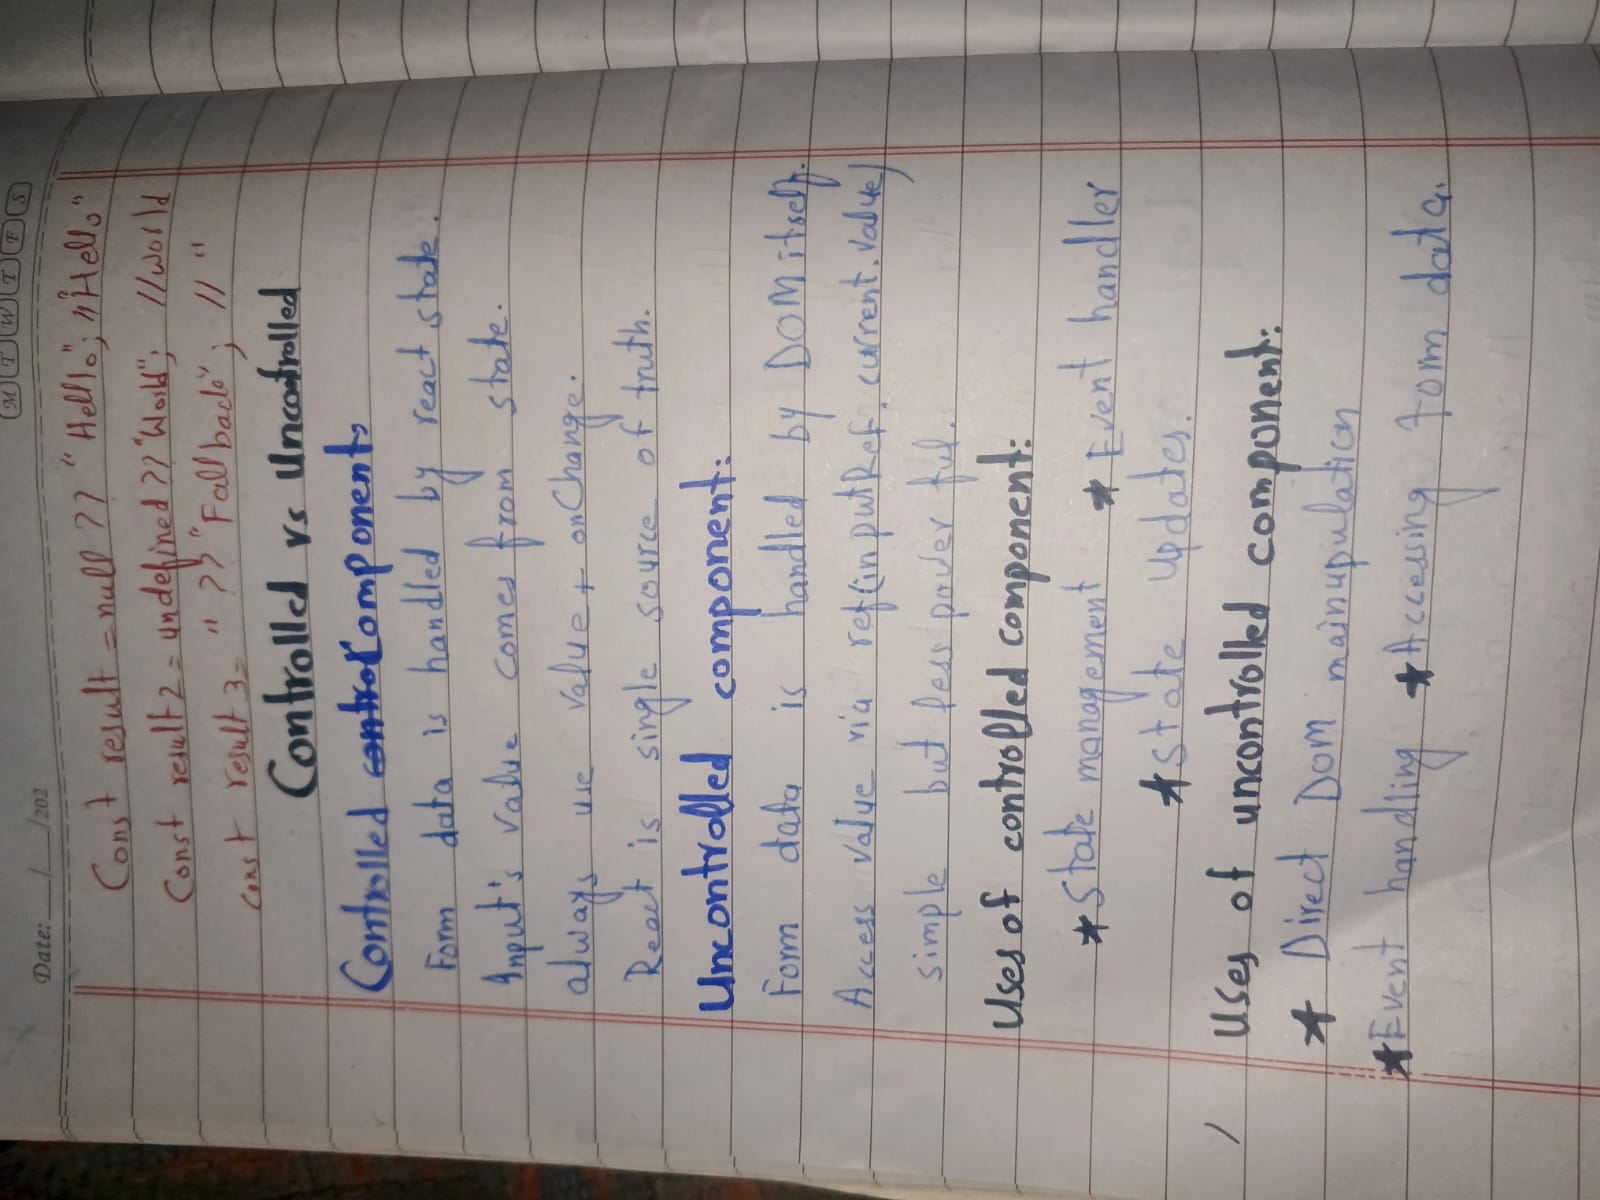 Date: __/__/202   M T W T F S
Const result = null ?? "Hello"; // "Hello"
Const result 2 = undefined ?? "World"; // world
const result 3 = " " ?? "Fallback"; // "
Controlled vs Uncontrolled
Controlled Component,
Form data is handled by react state.
Input's value comes from state.
always use value + onChange.
React is single source of truth.
Uncontrolled component:
Form data is handled by DOM itself.
Access value via ref(inputRef.current.value)
simple but less powerful.
Uses of controlled component:
* State management * Event handler
* State updates.
Uses of uncontrolled component:
* Direct Dom mainupulation
* Event handling * Accessing form data.